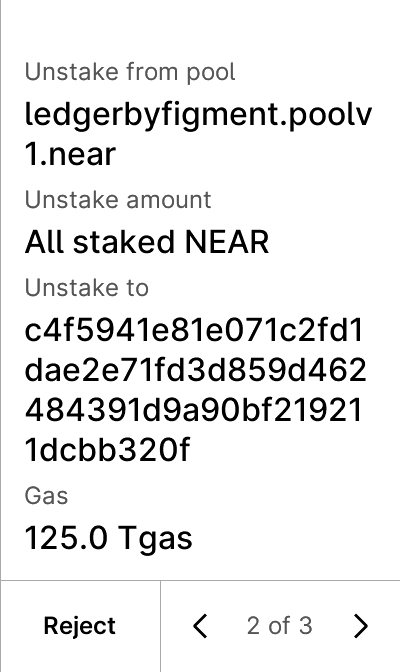 Unstake from pool
ledgerbyfigment.poolv
1.near
Unstake amount
All staked NEAR
Unstake to
c4f5941e81e071c2fd1
dae2e71fd3d859d462
484391d9a90bf21921
1dcbb320f
Gas
125.0 Tgas
Reject
2 of 3